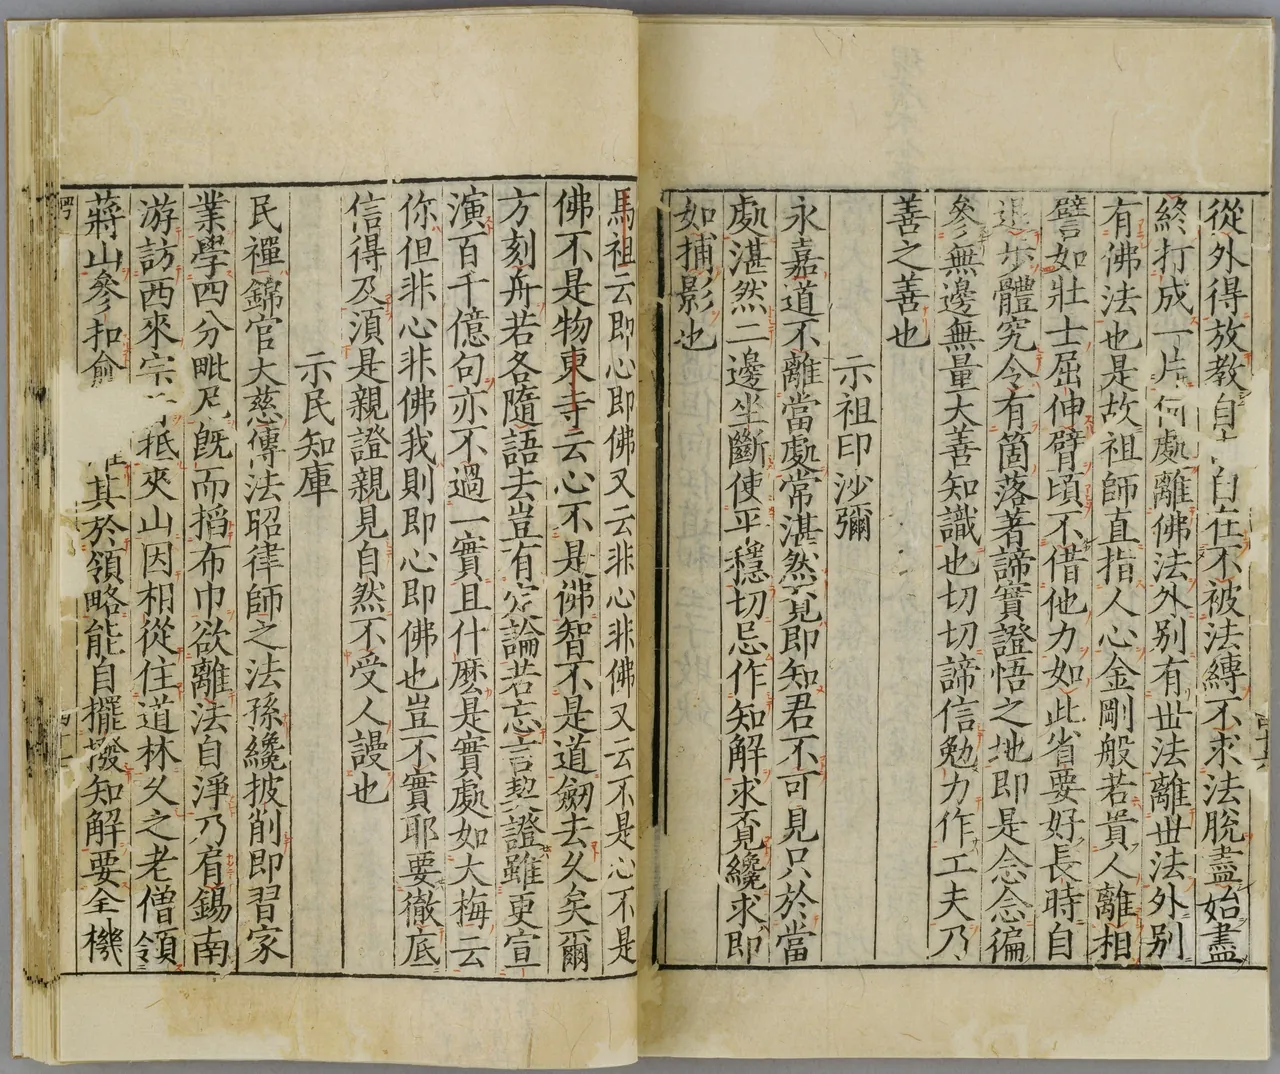 從外得放教自由自在不被法縛不求法脫盡始盡
終打成一片何處離佛法外別有世法離世法外別
有佛法也是故祖師直指人心金剛般若貴人離相
譬如壯士屈伸臂頃不借他力如此省要好長時自
退步體究令有箇落著諦實證悟之地即是念念徧
參無邊無量大善知識也切切諦信勉力作工夫乃
善之善也
示祖印沙彌
永嘉道不離當處常湛然覓即知君不可見只於當
處湛然二邊坐斷使平穩切忌作知解求覔纔求即
如捕影也
馬祖云即心即佛又云非心非佛又云不是心不是
佛不是物東寺云心不是佛智不是道劒去久矣爾
方刻舟若各隨語去豈有定論若忘言契證雖更宣
演百千億句亦不過一實且什麽是實處如大梅云
你但非心非佛我則即心即佛也豈不實耶要徹底
信得及須是親證親見自然不受人謾也
示民知庫
民禪錦官大慈傳法昭律師之法孫纔披削即習家
業學四分毗尼既而搯布巾欲離法自淨乃肩錫南
游訪西來宗抵夾山因相從住道林久之老僧領
蔣山參扣俞其於領略能自擺撥知解要全機